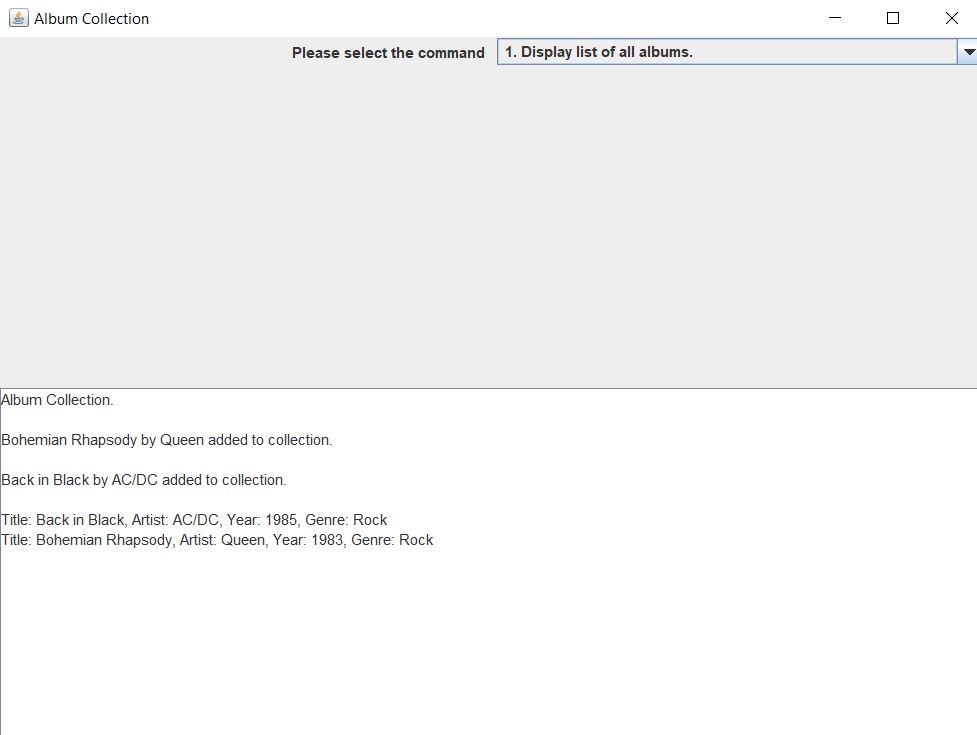 Album Collection
Please select the command
1. Display list of all albums.
Album Collection.
Bohemian Rhapsody by Queen added to collection.
Back in Black by AC/DC added to collection.
Title: Back in Black, Artist: AC/DC, Year: 1985, Genre: Rock
Title: Bohemian Rhapsody, Artist: Queen, Year: 1983, Genre: Rock